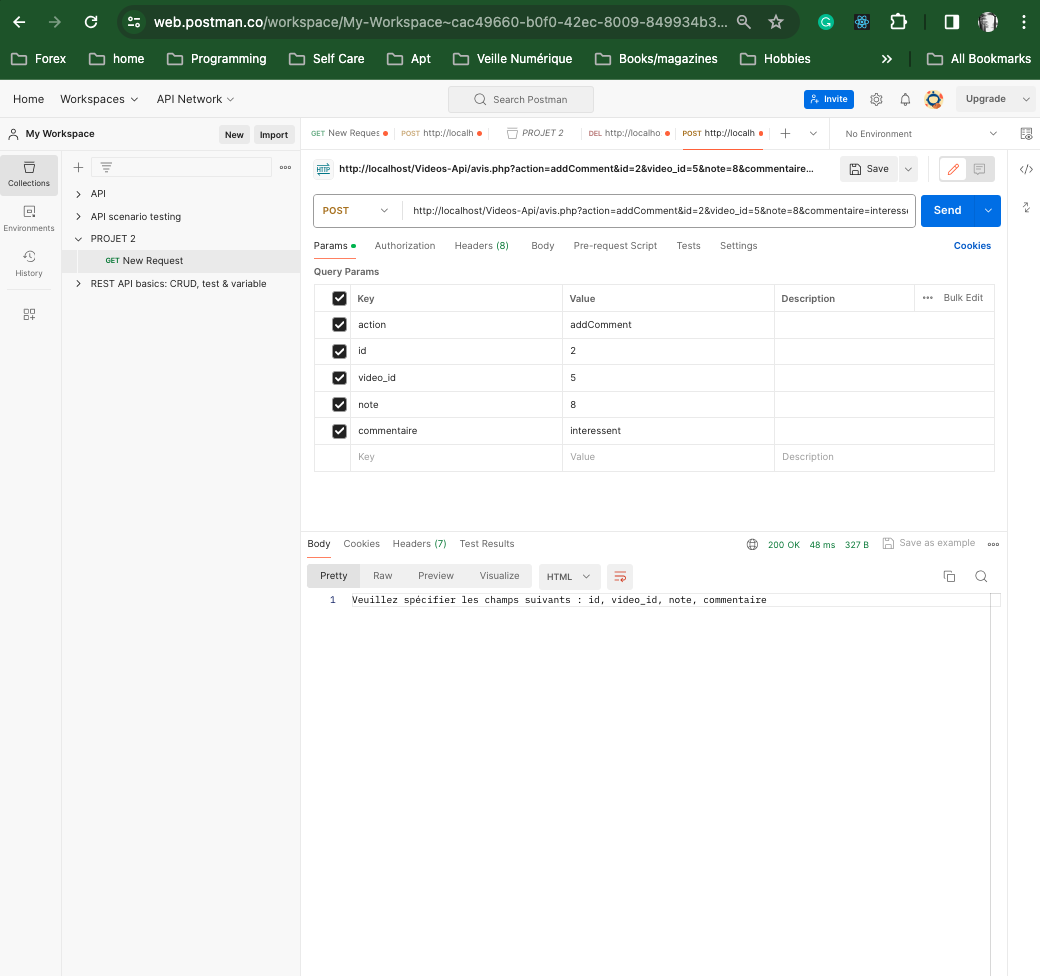 web.postman.co/workspace/My-Workspace~cac49660-b0f0-42ec-8009-849934b3...
Forex home Programming Self Care Apt Veille Numérique Books/magazines Hobbies » All Bookmarks
Home Workspaces API Network Search Postman Invite Upgrade
My Workspace New Import
GET New Reques POST http://localh PROJET 2 DEL http://localho POST http://localh No Environment
Collections
Environments
History
API
API scenario testing
PROJET 2
GET New Request
REST API basics: CRUD, test & variable
HTTP http://localhost/Videos-Api/avis.php?action=addComment&id=2&video_id=5&note=8&commentaire... Save
POST http://localhost/Videos-Api/avis.php?action=addComment&id=2&video_id=5&note=8&commentaire=interess Send
Params Authorization Headers (8) Body Pre-request Script Tests Settings Cookies
Query Params
Key Value Description Bulk Edit
action addComment
id 2
video_id 5
note 8
commentaire interessent
Key Value Description
Body Cookies Headers (7) Test Results 200 OK 48 ms 327 B Save as example
Pretty Raw Preview Visualize HTML
1 Veuillez spécifier les champs suivants : id, video_id, note, commentaire